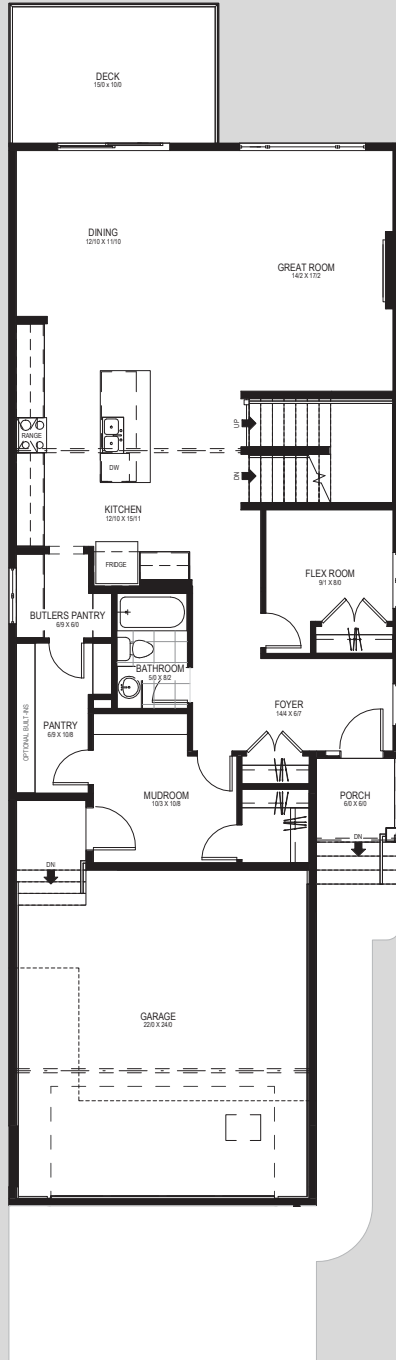 DECK
15/0 x 10/0
DINING
12/10 X 11/10
GREAT ROOM
14/2 X 17/2
UP
RANGE
DW
DN
KITCHEN
12/10 X 15/11
FRIDGE
FLEX ROOM
9/1 X 8/0
BUTLERS PANTRY
6/9 X 6/0
BATHROOM
5/0 X 8/2
FOYER
14/4 X 6/7
OPTIONAL BUILT-INS
PANTRY
6/9 X 10/8
MUDROOM
10/3 X 10/8
PORCH
6/0 X 6/0
DN
DN
GARAGE
22/0 X 24/0